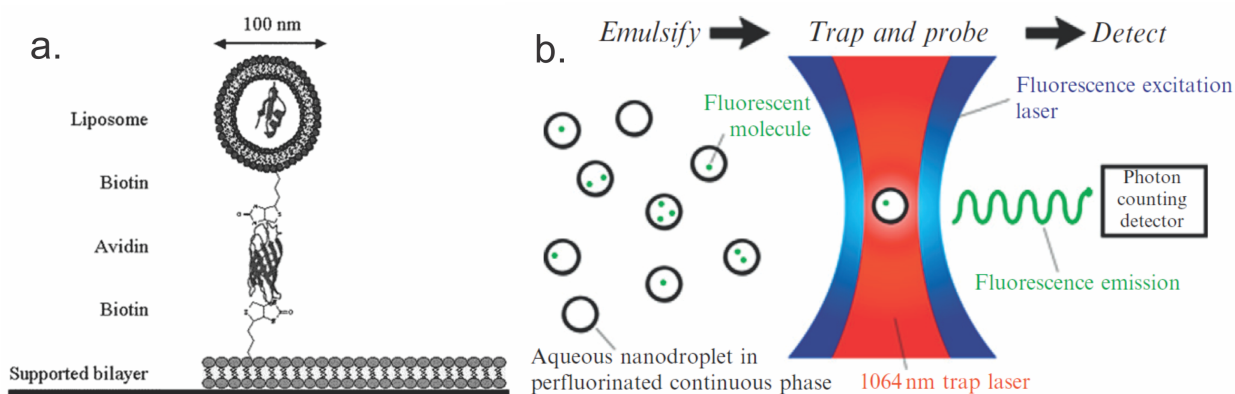 a.
100 nm
Liposome
Biotin
Avidin
Biotin
Supported bilayer
b.
Emulsify
Trap and probe
Detect
Fluorescent
molecule
Fluorescence excitation
laser
Photon
counting
detector
Fluorescence emission
Aqueous nanodroplet in
perfluorinated continuous phase
1064 nm trap laser